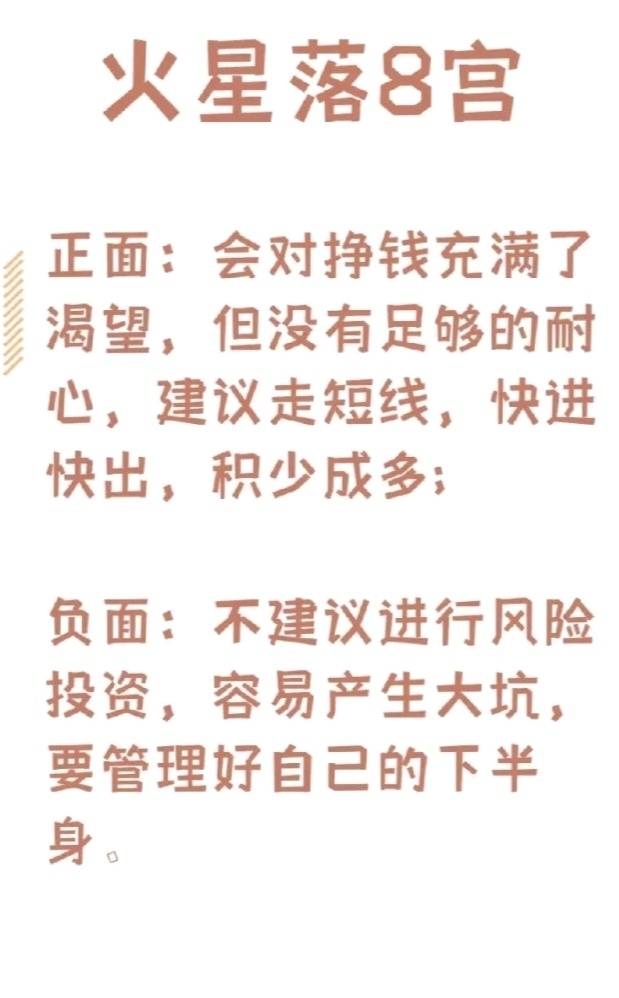 火星落8宫
正面：会对挣钱充满了
渴望，但没有足够的耐
心，建议走短线，快进
快出，积少成多；
负面：不建议进行风险
投资，容易产生大坑，
要管理好自己的下半
身。